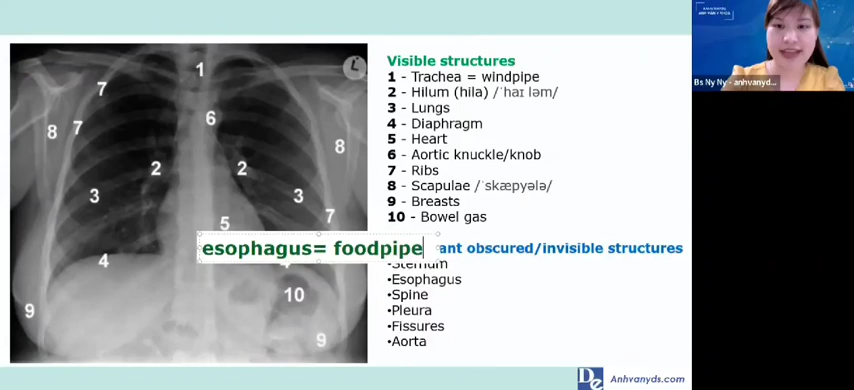 Visible structures
1 - Trachea = windpipe
2 - Hilum (hila) /ˈhaɪ ləm/
3 - Lungs
4 - Diaphragm
5 - Heart
6 - Aortic knuckle/knob
7 - Ribs
8 - Scapulae /ˈskæpyələ/
9 - Breasts
10 - Bowel gas
esophagus= foodpipe
ant obscured/invisible structures
•Sternum
•Esophagus
•Spine
•Pleura
•Fissures
•Aorta
1
7
L
8
7
6
8
2
2
3
3
7
5
4
10
9
9
De
Anhvanyds.com
Bs Ny Ny - anhvanyd...